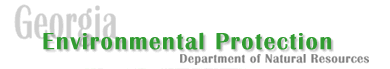 Georgia
Environmental Protection
Department of Natural Resources